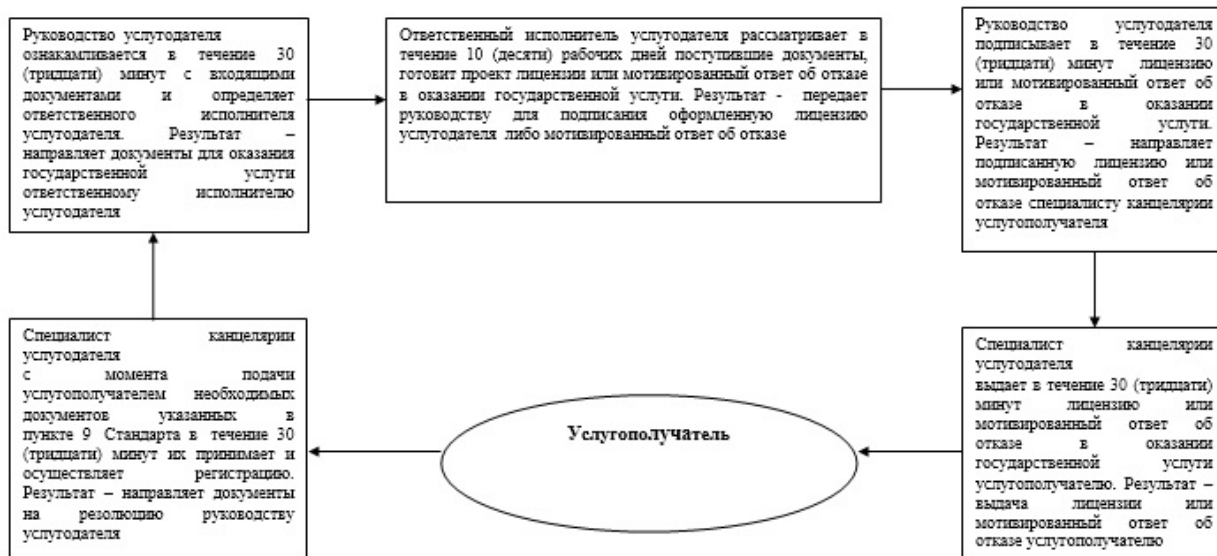 Руководство услугодателя
ознакамливается в течение 30
(тридцати) минут с входящими
документами и определяет
ответственного исполнителя
услугодателя. Результат –
направляет документы для оказания
государственной услуги
ответственному исполнителю
услугодателя
Ответственный исполнитель услугодателя рассматривает в
течение 10 (десяти) рабочих дней поступившие документы,
готовит проект лицензии или мотивированный ответ об отказе
в оказании государственной услуги. Результат - передает
руководству для подписания оформленную лицензию
услугодателя либо мотивированный ответ об отказе
Руководство услугодателя
подписывает в течение 30
(тридцати) минут лицензию
или мотивированный ответ об
отказе в оказании
государственной услуги.
Результат – направляет
подписанную лицензию или
мотивированный ответ об
отказе специалисту канцелярии
услугополучателя
Специалист канцелярии
услугодателя
с момента подачи
услугополучателем необходимых
документов указанных в
пункте 9 Стандарта в течение 30
(тридцати) минут их принимает и
осуществляет регистрацию.
Результат – направляет документы
на резолюцию руководству
услугодателя
Услугополучатель
Специалист канцелярии
услугодателя
выдает в течение 30 (тридцати)
минут лицензию или
мотивированный ответ об
отказе в оказании
государственной услуги
услугополучателю. Результат –
выдача лицензии или
мотивированный ответ об
отказе услугополучателю